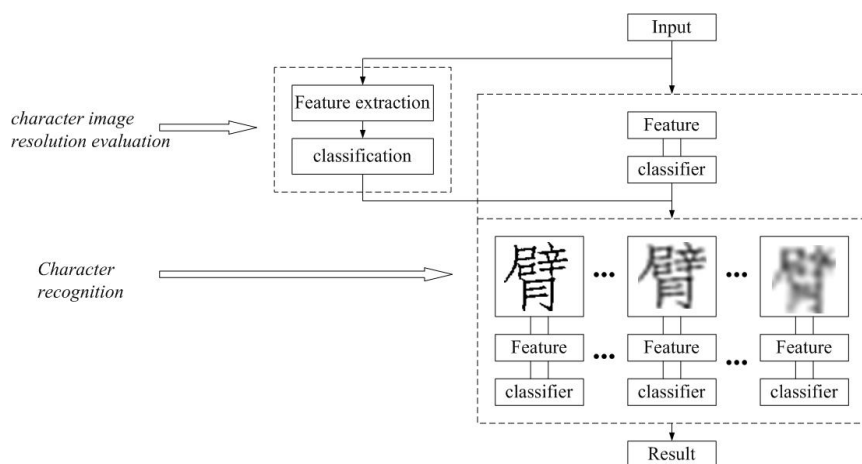 Input
Feature extraction
classification
character image
resolution evaluation
Feature
classifier
Character
recognition
臂 ... 臂 ... 臂
Feature ... Feature ... Feature
classifier classifier classifier
Result